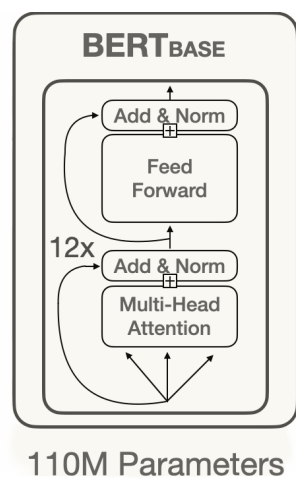 BERTBASE
Add & Norm
Feed
Forward
12x
Add & Norm
Multi-Head
Attention
110M Parameters